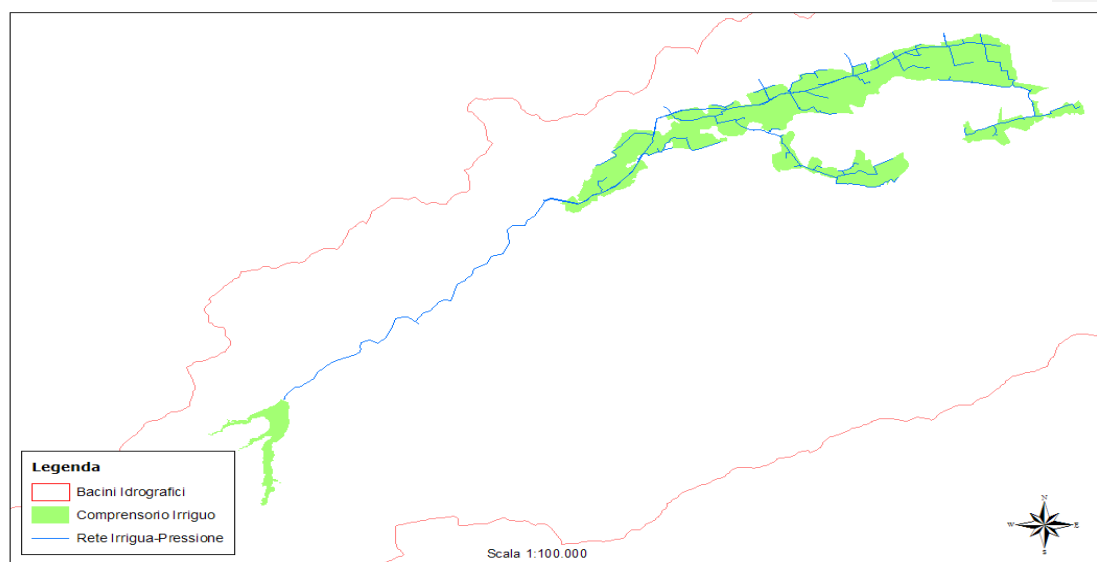 Legenda
Bacini Idrografici
Comprensorio Irriguo
Rete Irrigua-Pressione
Scala 1:100.000
N
W
E
S